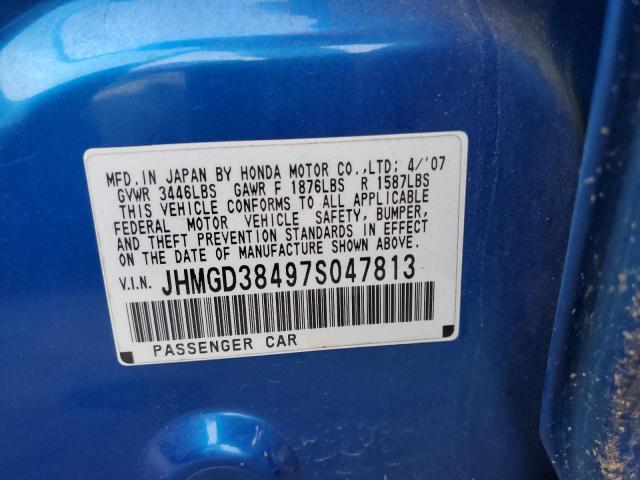 MFD.IN JAPAN BY HONDA MOTOR CO.,LTD; 4/'07
GVWR 3446LBS GAWR F 1876LBS R 1587LBS
THIS VEHICLE CONFORMS TO ALL APPLICABLE
FEDERAL MOTOR VEHICLE SAFETY, BUMPER,
AND THEFT PREVENTION STANDARDS IN EFFECT
ON THE DATE OF MANUFACTURE SHOWN ABOVE.
V.I.N. JHMGD38497S047813
PASSENGER CAR